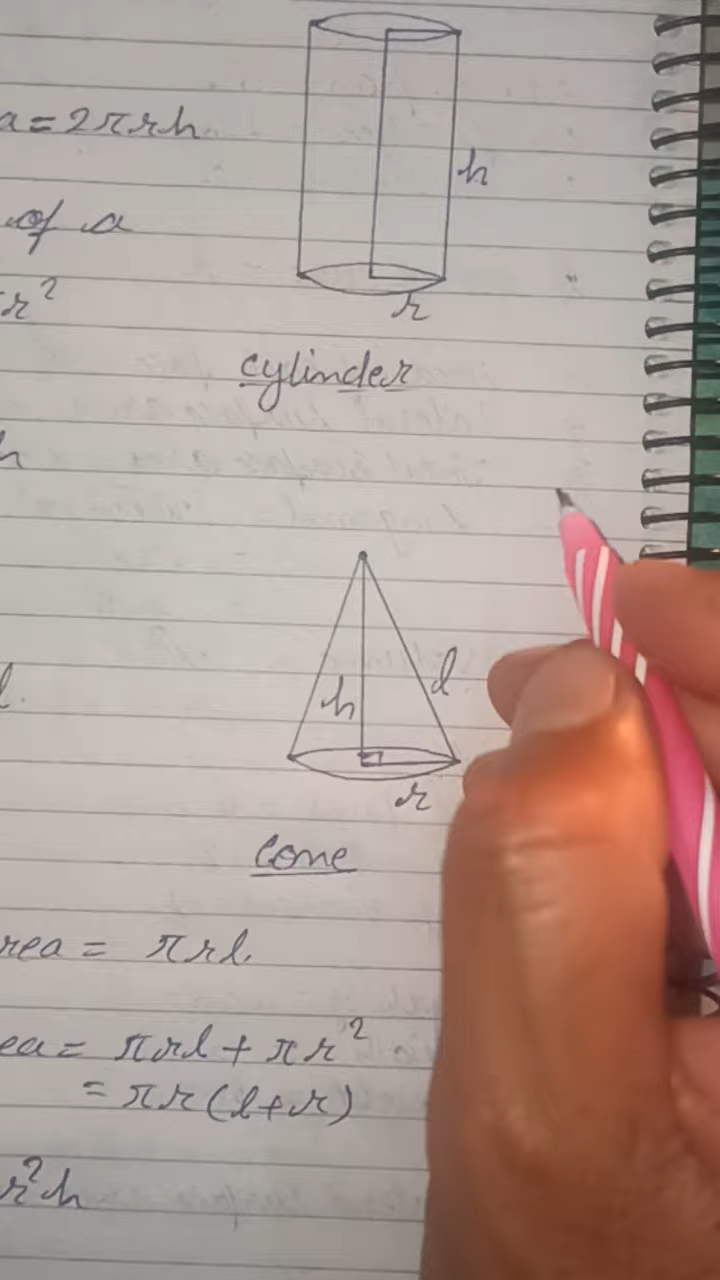 a = 2πrh
h
of a
r²
r
cylinder
h
l.
l
h
r
Cone
rea = πrl.
ea = πrl + πr²
= πr(l+r)
r²h